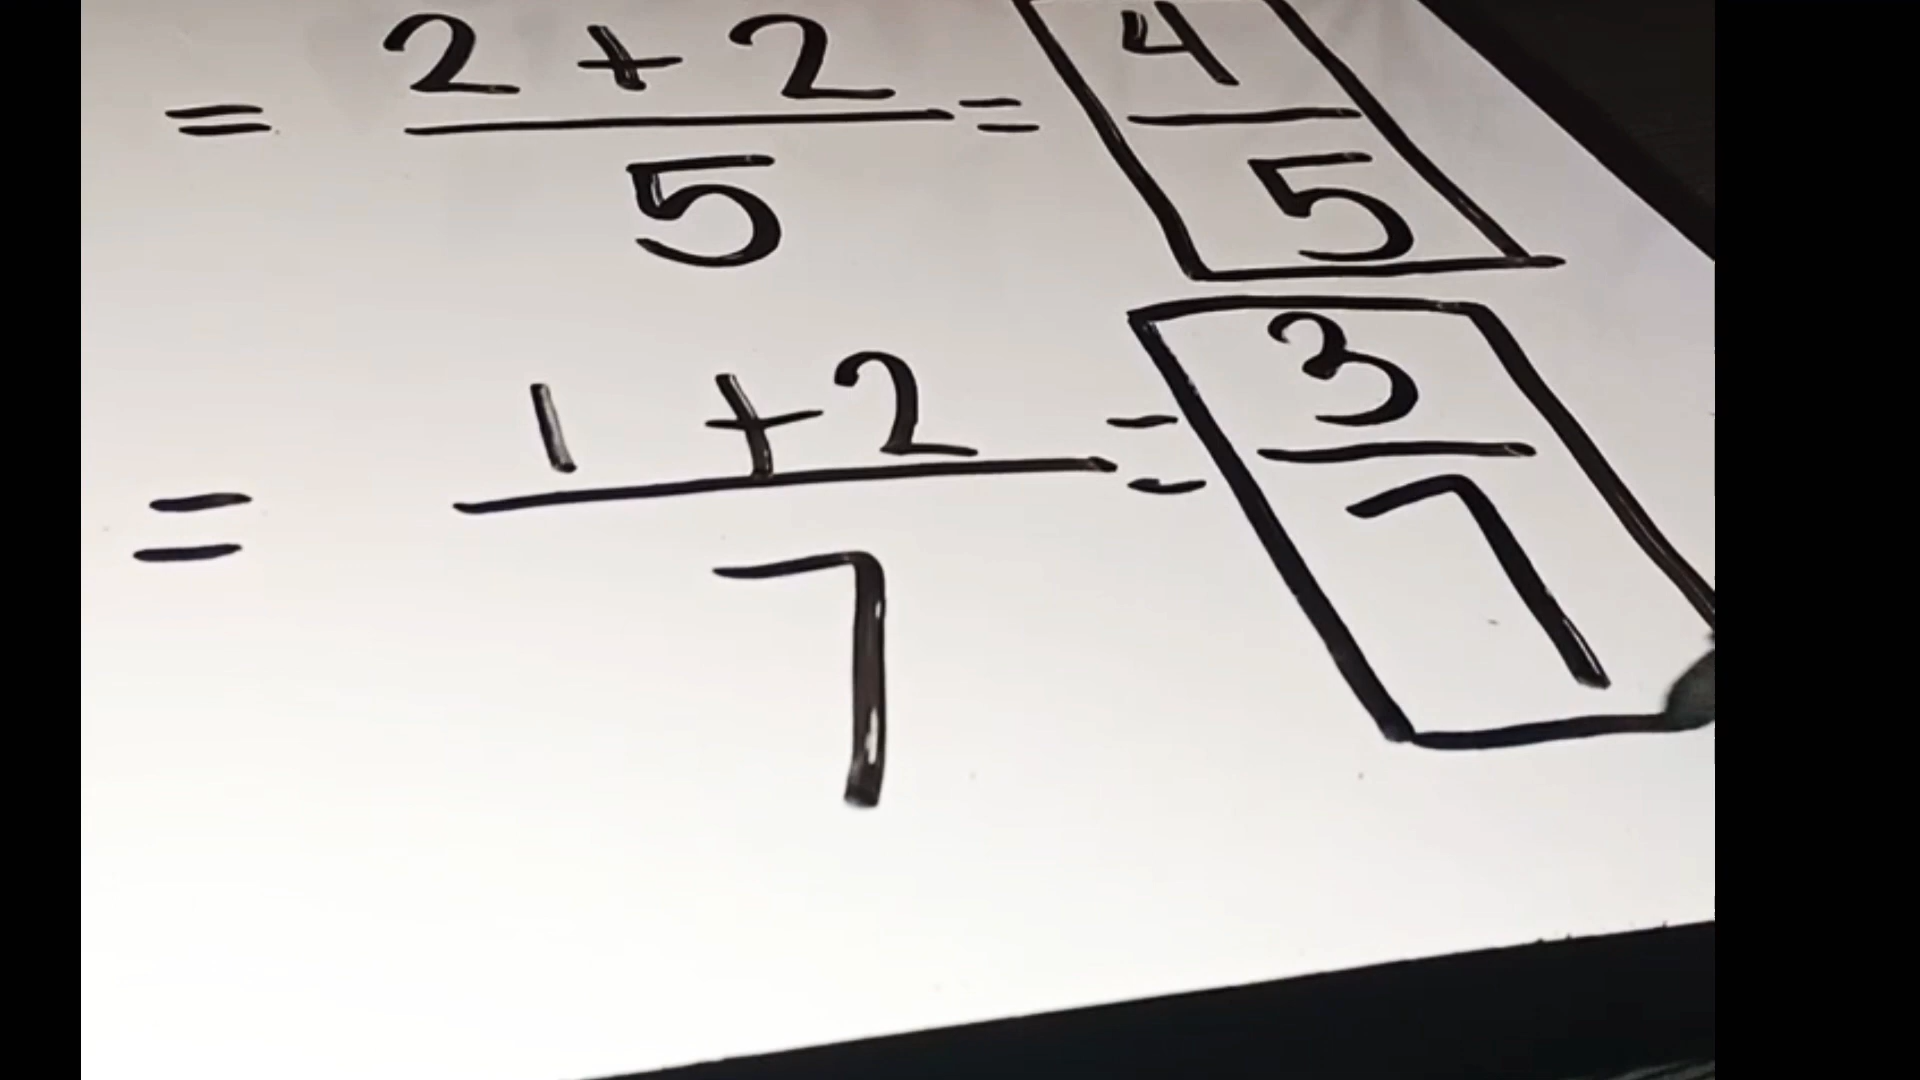 = 2 + 2 / 5 = 4 / 5
= 1 + 2 / 7 = 3 / 7